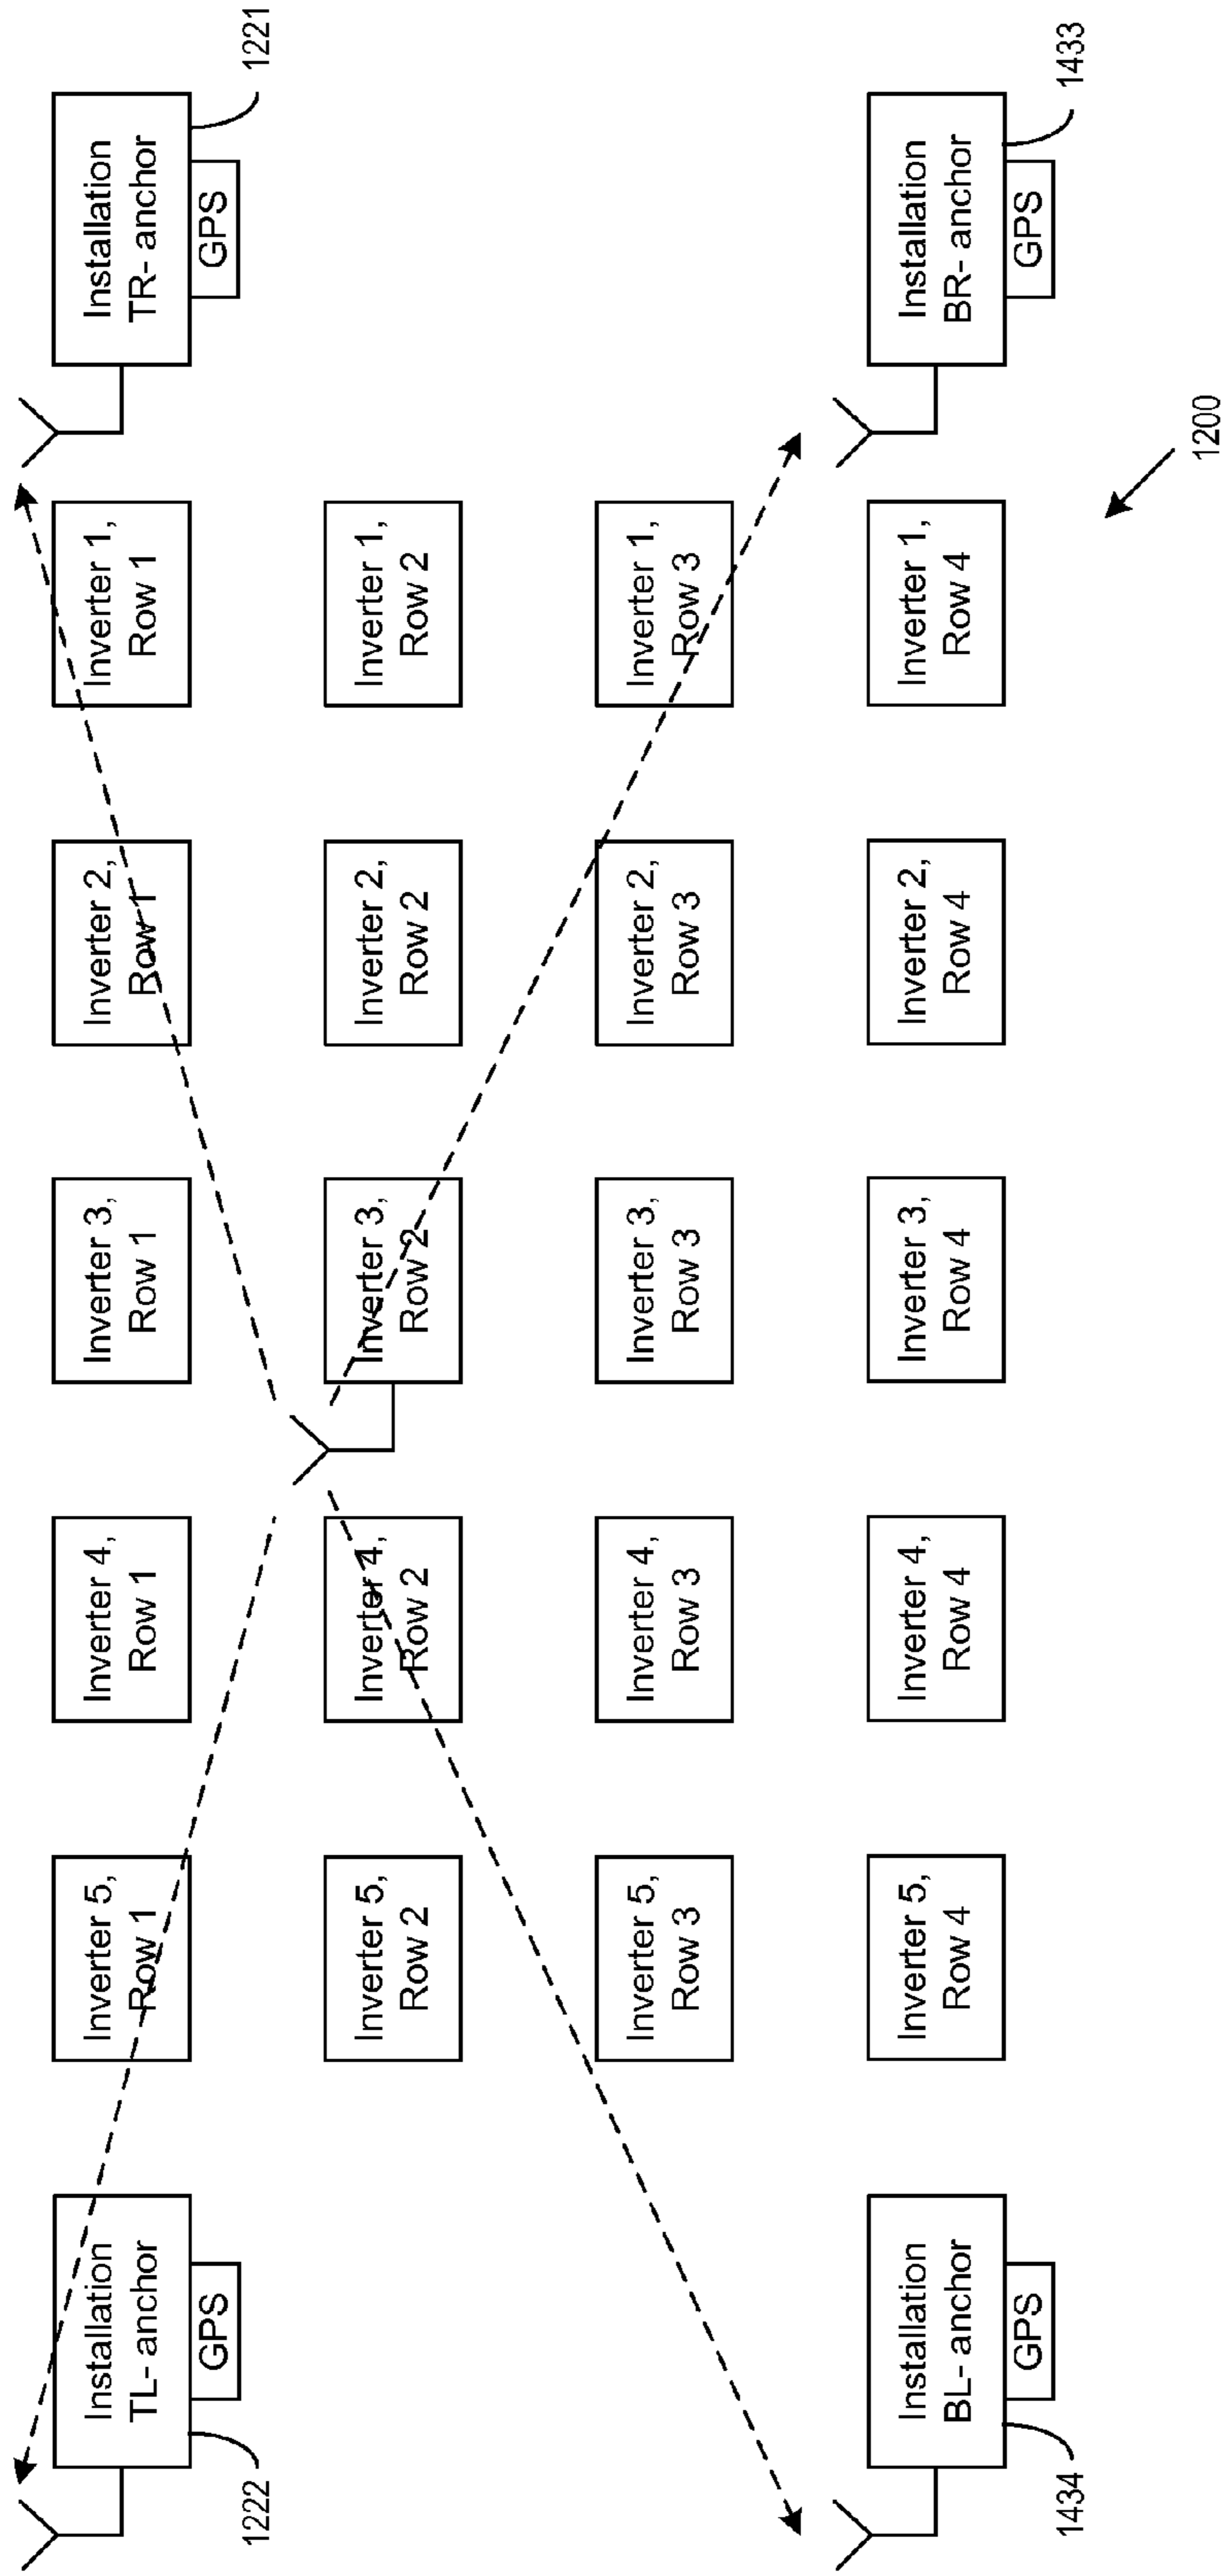 Installation
TL- anchor
GPS
1222
Inverter 5,
Row 1
Inverter 4,
Row 1
Inverter 3,
Row 1
Inverter 2,
Row 1
Inverter 1,
Row 1
Installation
TR- anchor
GPS
1221
Inverter 5,
Row 2
Inverter 4,
Row 2
Inverter 3,
Row 2
Inverter 2,
Row 2
Inverter 1,
Row 2
Inverter 5,
Row 3
Inverter 4,
Row 3
Inverter 3,
Row 3
Inverter 2,
Row 3
Inverter 1,
Row 3
Installation
BL- anchor
GPS
1434
Inverter 5,
Row 4
Inverter 4,
Row 4
Inverter 3,
Row 4
Inverter 2,
Row 4
Inverter 1,
Row 4
Installation
BR- anchor
GPS
1433
1200